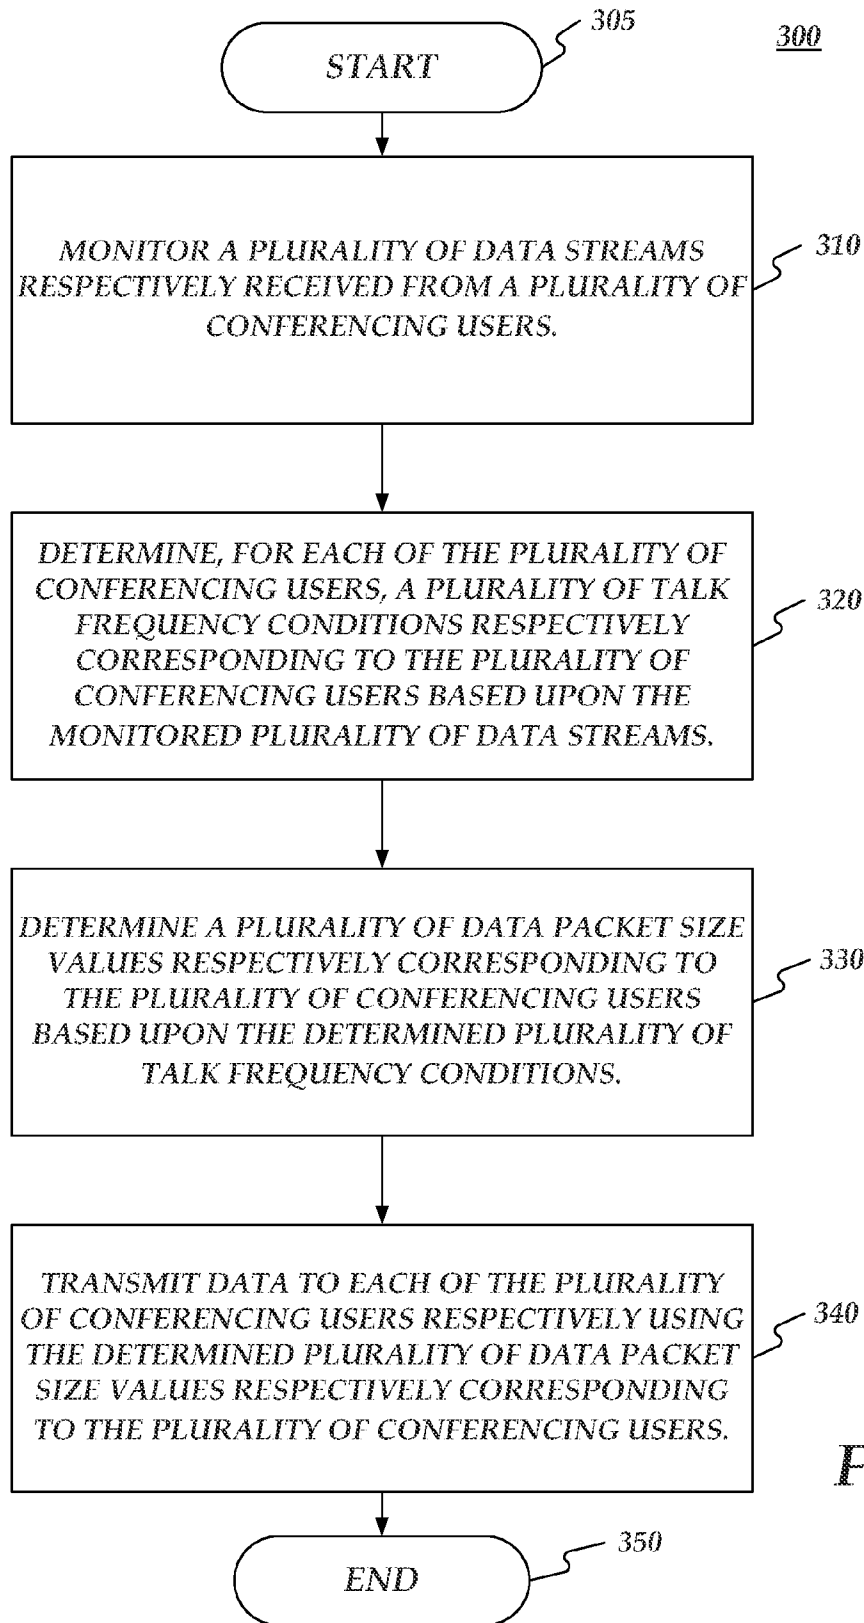 305
300
START
MONITOR A PLURALITY OF DATA STREAMS
RESPECTIVELY RECEIVED FROM A PLURALITY OF
CONFERENCING USERS.
310
DETERMINE, FOR EACH OF THE PLURALITY OF
CONFERENCING USERS, A PLURALITY OF TALK
FREQUENCY CONDITIONS RESPECTIVELY
CORRESPONDING TO THE PLURALITY OF
CONFERENCING USERS BASED UPON THE
MONITORED PLURALITY OF DATA STREAMS.
320
DETERMINE A PLURALITY OF DATA PACKET SIZE
VALUES RESPECTIVELY CORRESPONDING TO
THE PLURALITY OF CONFERENCING USERS
BASED UPON THE DETERMINED PLURALITY OF
TALK FREQUENCY CONDITIONS.
330
TRANSMIT DATA TO EACH OF THE PLURALITY
OF CONFERENCING USERS RESPECTIVELY USING
THE DETERMINED PLURALITY OF DATA PACKET
SIZE VALUES RESPECTIVELY CORRESPONDING
TO THE PLURALITY OF CONFERENCING USERS.
340
END
350